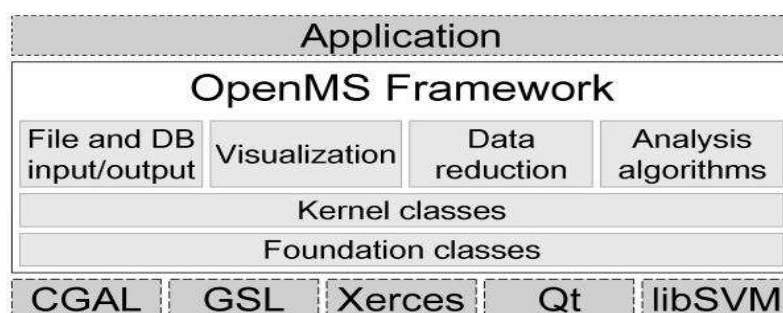 Application
OpenMS Framework
File and DB
input/output
Visualization
Data
reduction
Analysis
algorithms
Kernel classes
Foundation classes
CGAL
GSL
Xerces
Qt
libSVM